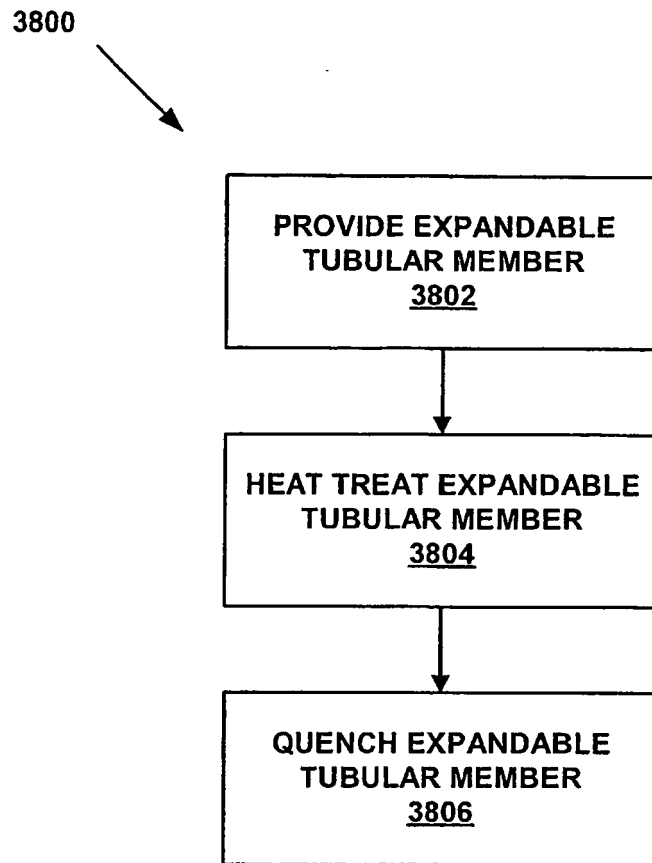 3800
PROVIDE EXPANDABLE
TUBULAR MEMBER
3802
HEAT TREAT EXPANDABLE
TUBULAR MEMBER
3804
QUENCH EXPANDABLE
TUBULAR MEMBER
3806